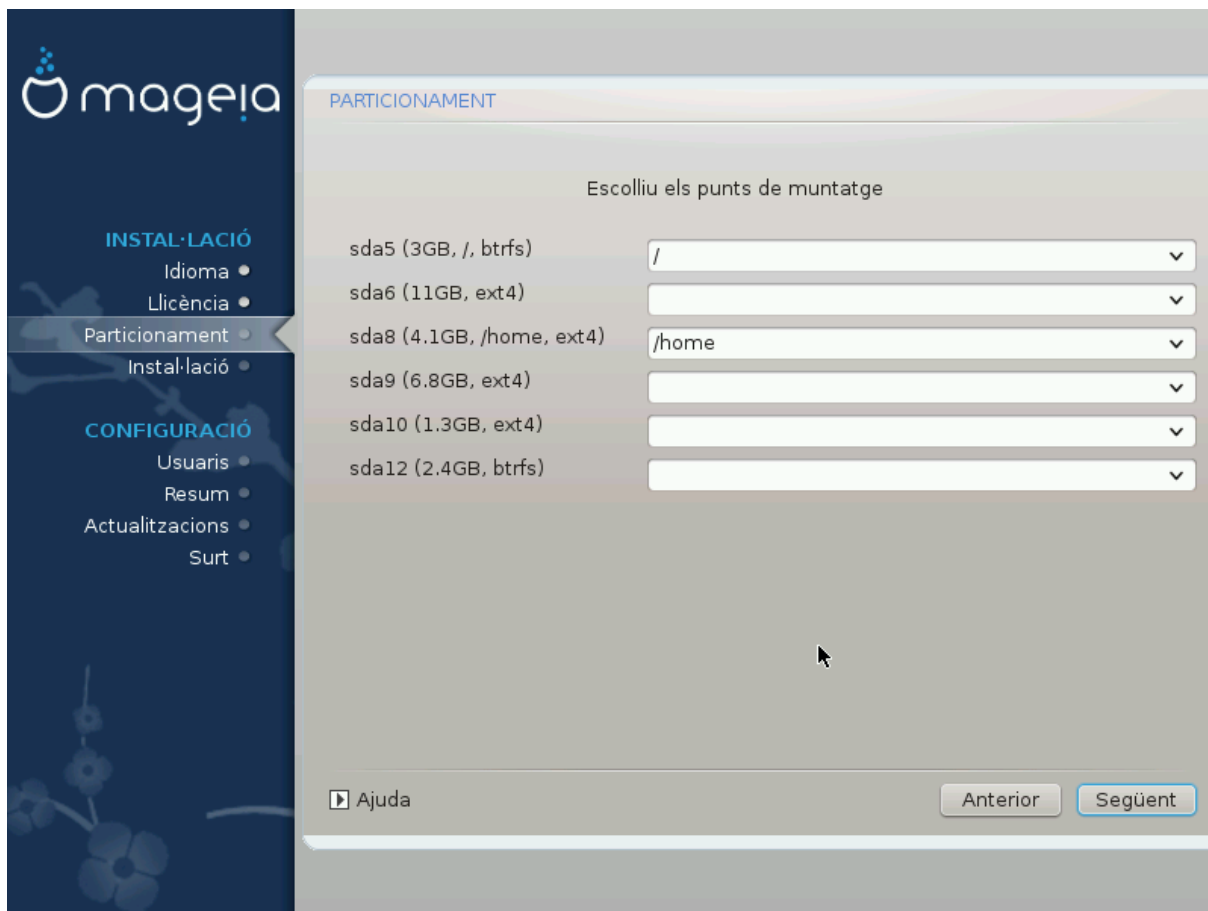 mageia
INSTAL·LACIÓ
Idioma
Llicència
Particionament
Instal·lació
CONFIGURACIÓ
Usuaris
Resum
Actualitzacions
Surt
PARTICIONAMENT
Escolliu els punts de muntatge
sda5 (3GB, /, btrfs) /
sda6 (11GB, ext4)
sda8 (4.1GB, /home, ext4) /home
sda9 (6.8GB, ext4)
sda10 (1.3GB, ext4)
sda12 (2.4GB, btrfs)
Ajuda
Anterior Següent